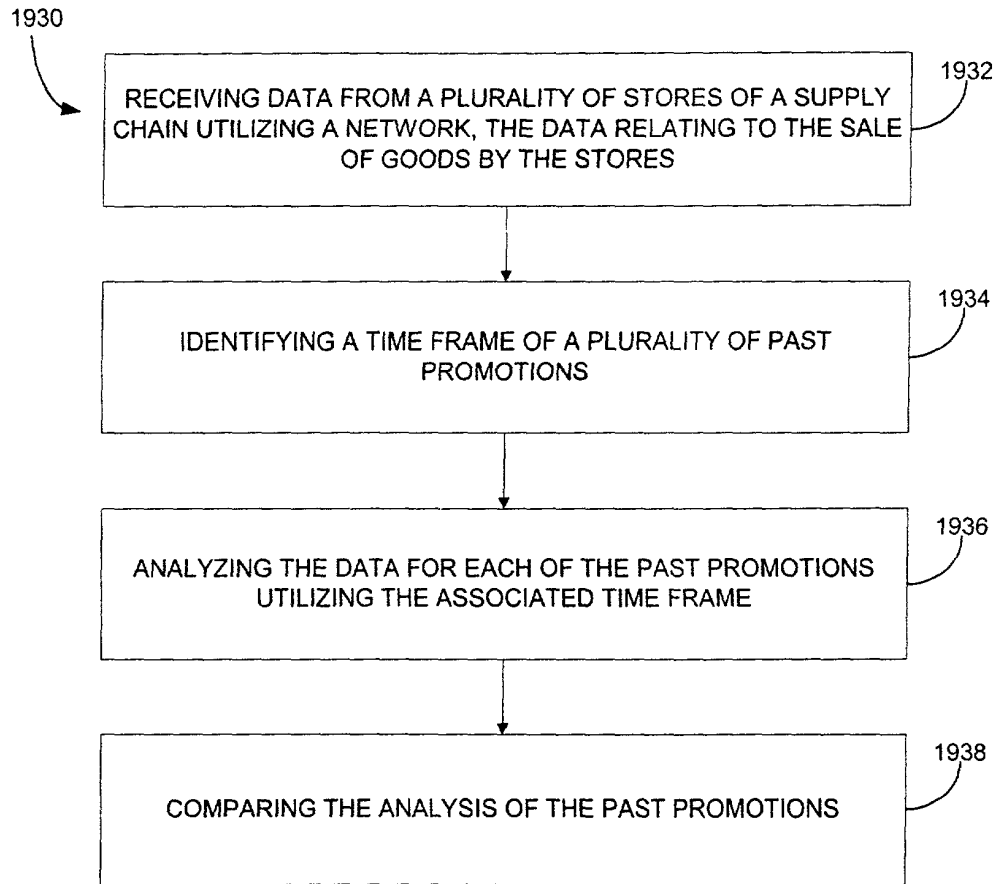 1930
1932
RECEIVING DATA FROM A PLURALITY OF STORES OF A SUPPLY
CHAIN UTILIZING A NETWORK, THE DATA RELATING TO THE SALE
OF GOODS BY THE STORES
1934
IDENTIFYING A TIME FRAME OF A PLURALITY OF PAST
PROMOTIONS
1936
ANALYZING THE DATA FOR EACH OF THE PAST PROMOTIONS
UTILIZING THE ASSOCIATED TIME FRAME
1938
COMPARING THE ANALYSIS OF THE PAST PROMOTIONS